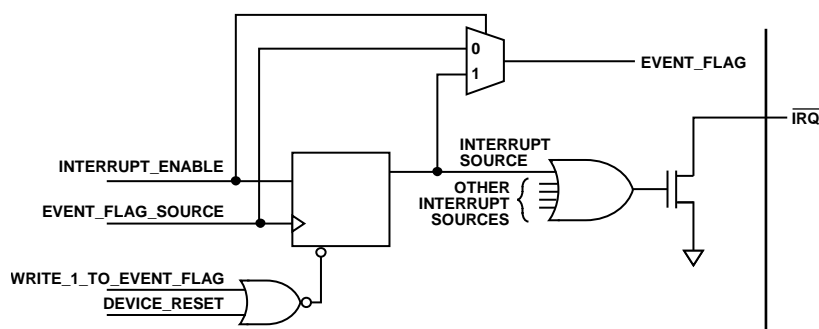 0
EVENT_FLAG
1
IRQ
INTERRUPT
SOURCE
INTERRUPT_ENABLE
OTHER
INTERRUPT
SOURCES
EVENT_FLAG_SOURCE
WRITE_1_TO_EVENT_FLAG
DEVICE_RESET